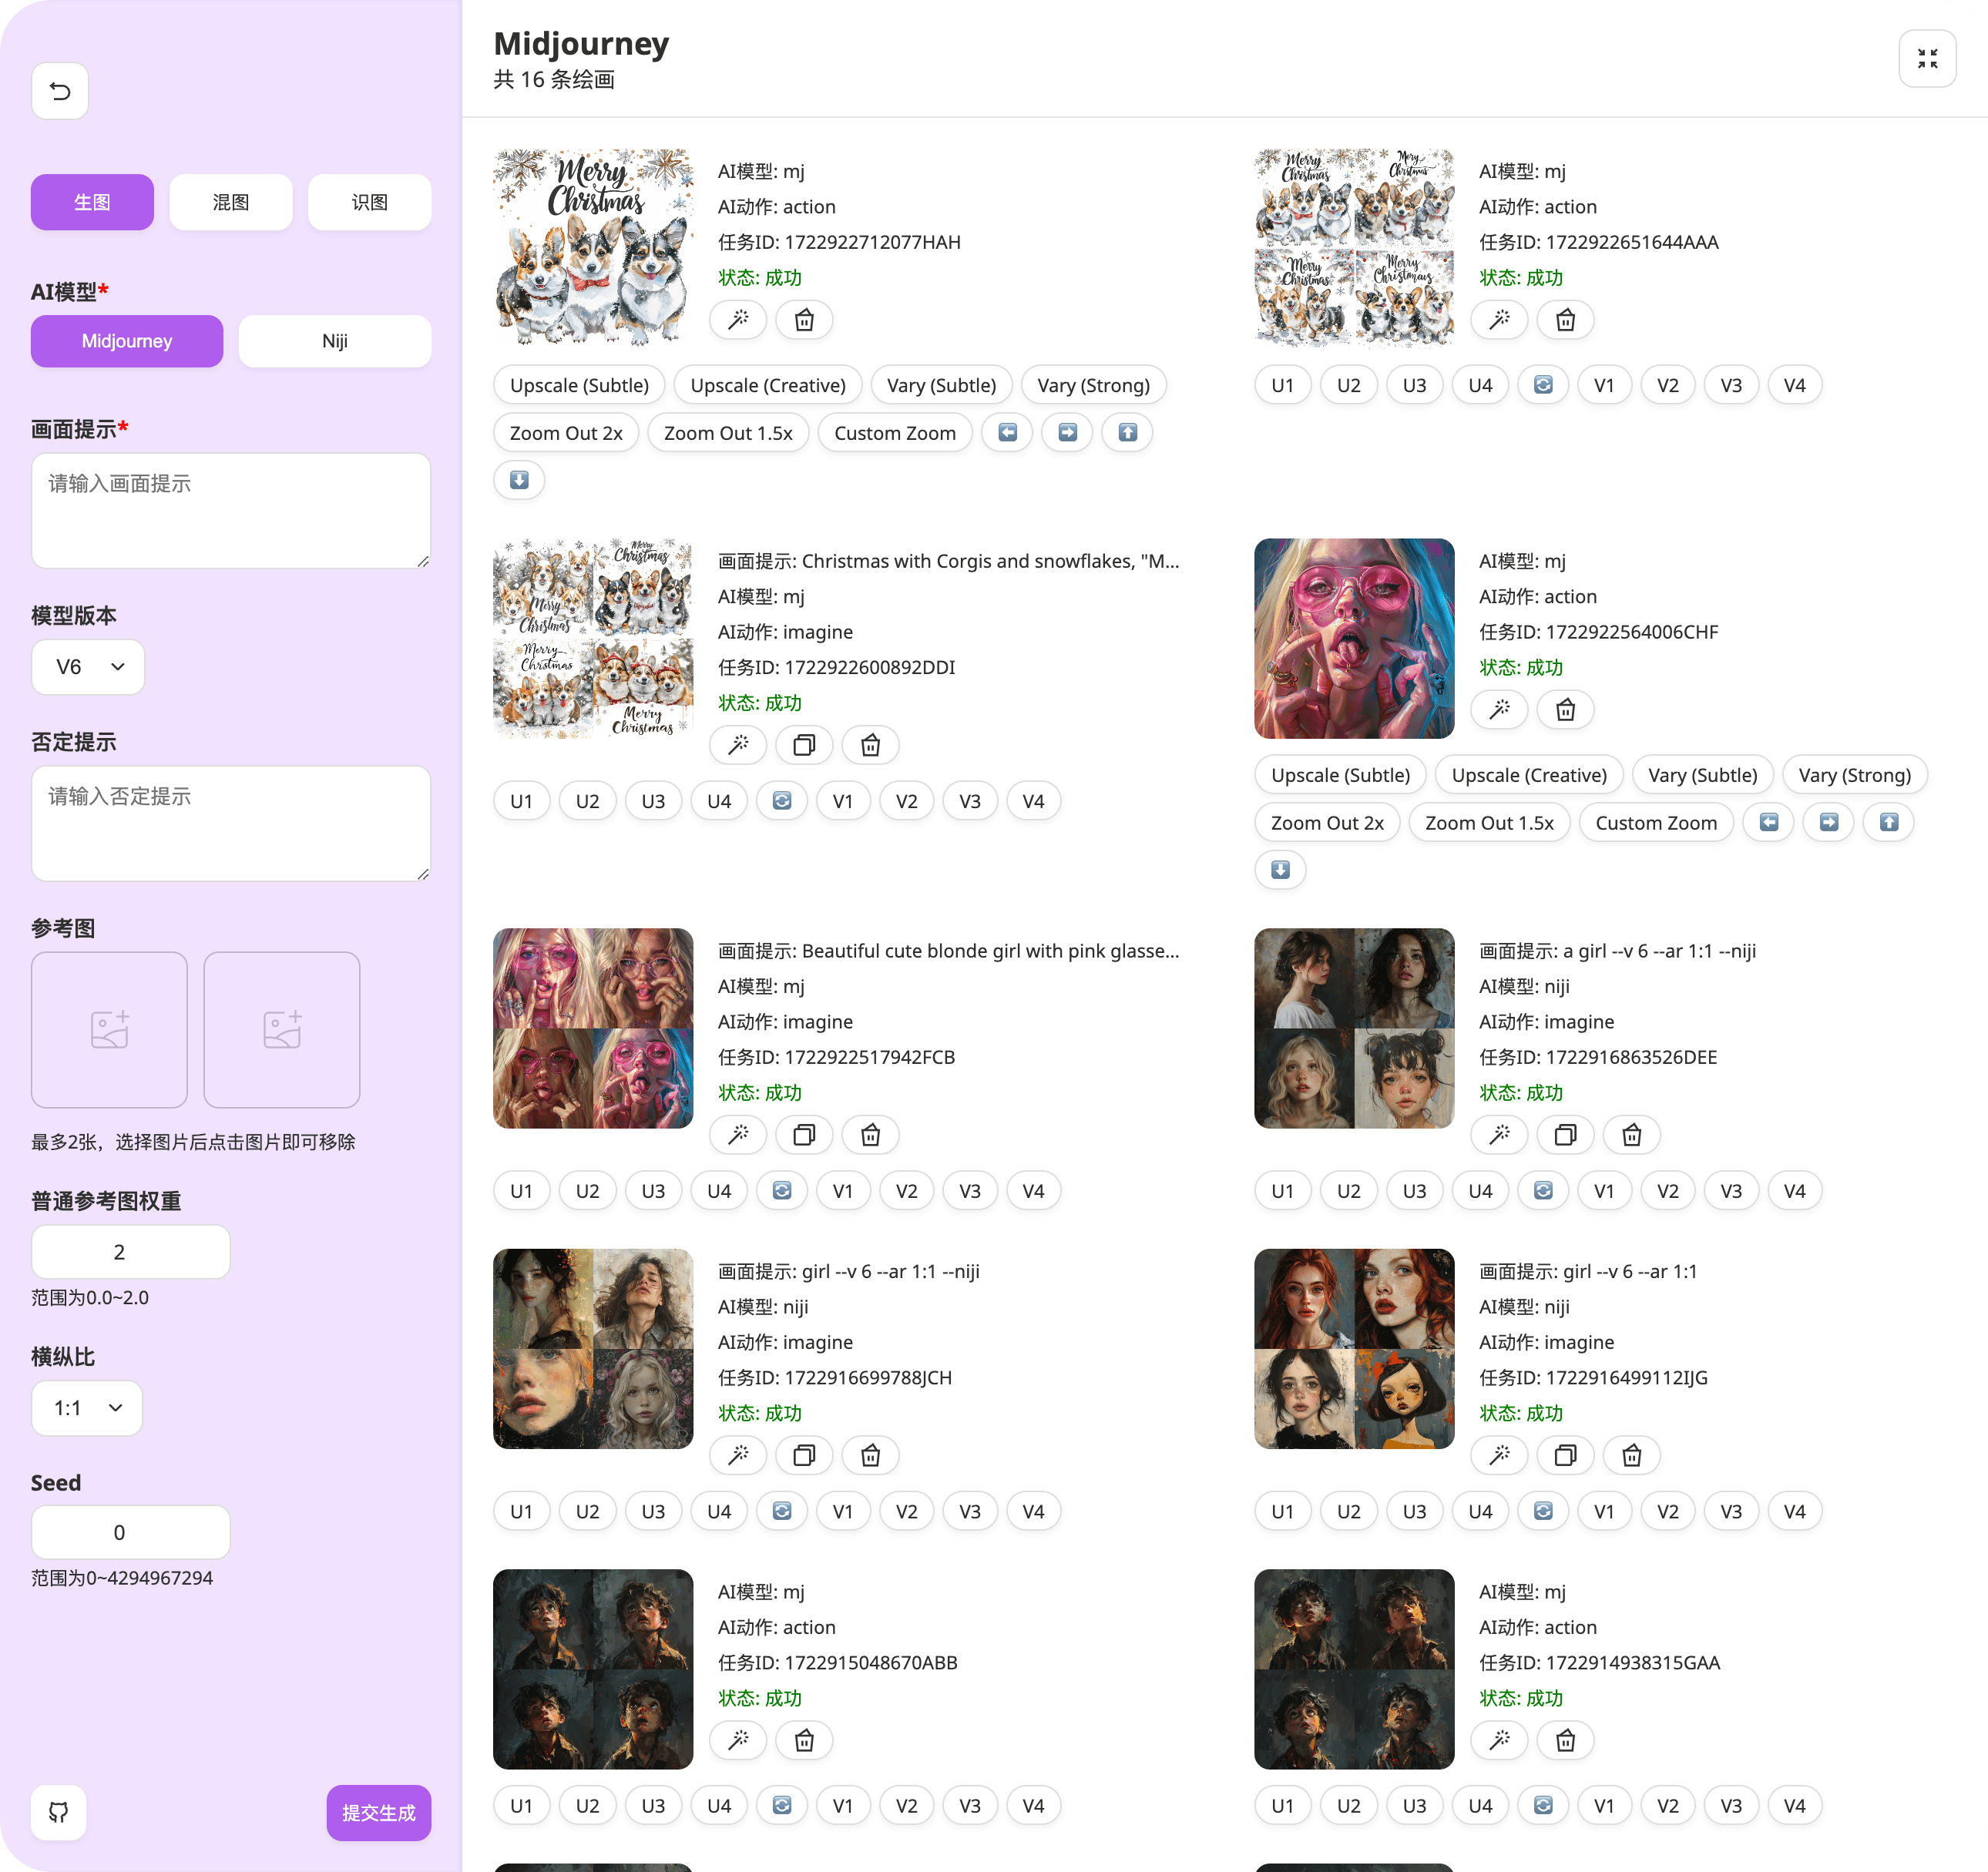 生图 混图 识图
AI模型*
Midjourney Niji
画面提示*
请输入画面提示
模型版本
V6
否定提示
请输入否定提示
参考图
最多2张，选择图片后点击图片即可移除
普通参考图权重
2
范围为0.0~2.0
横纵比
1:1
Seed
0
范围为0~4294967294
提交生成
Midjourney
共 16 条绘画
Merry
Christmas
AI模型: mj
AI动作: action
任务ID: 1722922712077HAH
状态: 成功
Upscale (Subtle) Upscale (Creative) Vary (Subtle) Vary (Strong)
Zoom Out 2x Zoom Out 1.5x Custom Zoom
Merry
Christmas
AI模型: mj
AI动作: action
任务ID: 1722922651644AAA
状态: 成功
U1 U2 U3 U4 V1 V2 V3 V4
Merry
Christmas
画面提示: Christmas with Corgis and snowflakes, "M...
AI模型: mj
AI动作: imagine
任务ID: 1722922600892DDI
状态: 成功
U1 U2 U3 U4 V1 V2 V3 V4
AI模型: mj
AI动作: action
任务ID: 1722922564006CHF
状态: 成功
Upscale (Subtle) Upscale (Creative) Vary (Subtle) Vary (Strong)
Zoom Out 2x Zoom Out 1.5x Custom Zoom
画面提示: Beautiful cute blonde girl with pink glasse...
AI模型: mj
AI动作: imagine
任务ID: 1722922517942FCB
状态: 成功
U1 U2 U3 U4 V1 V2 V3 V4
画面提示: a girl --v 6 --ar 1:1 --niji
AI模型: niji
AI动作: imagine
任务ID: 1722916863526DEE
状态: 成功
U1 U2 U3 U4 V1 V2 V3 V4
画面提示: girl --v 6 --ar 1:1 --niji
AI模型: niji
AI动作: imagine
任务ID: 1722916699788JCH
状态: 成功
U1 U2 U3 U4 V1 V2 V3 V4
画面提示: girl --v 6 --ar 1:1
AI模型: niji
AI动作: imagine
任务ID: 1722916499112IJG
状态: 成功
U1 U2 U3 U4 V1 V2 V3 V4
AI模型: mj
AI动作: action
任务ID: 1722915048670ABB
状态: 成功
U1 U2 U3 U4 V1 V2 V3 V4
AI模型: mj
AI动作: action
任务ID: 1722914938315GAA
状态: 成功
U1 U2 U3 U4 V1 V2 V3 V4